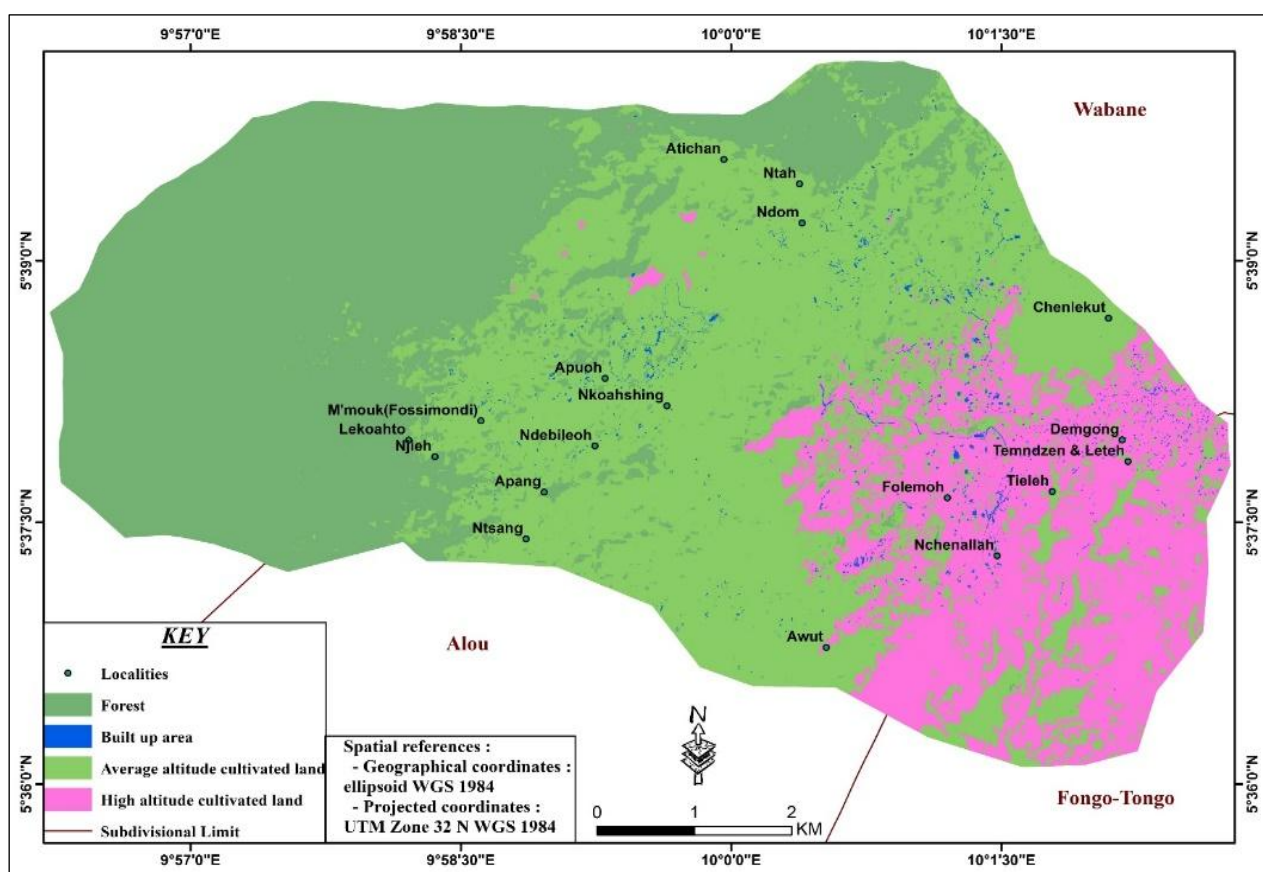 9°57'0"E
9°58'30"E
10°0'0"E
10°1'30"E
Wabane
Atichan
Ntah
Ndom
5°39'0"N
5°39'0"N
Chenlekut
Apuoh
Nkoahshing
M'mouk(Fossimondi)
Lekoahto
Njieh
Ndebileoh
Demgong
Temndzen & Leteh
Apang
Folemoh
Tieleh
5°37'30"N
5°37'30"N
Ntsang
Nchenallah
Awut
Alou
KEY
Localities
Forest
Built up area
Average altitude cultivated land
High altitude cultivated land
Subdivisional Limit
Spatial references :
- Geographical coordinates :
ellipsoid WGS 1984
- Projected coordinates :
UTM Zone 32 N WGS 1984
N
0 1 2
KM
Fongo-Tongo
5°36'0"N
5°36'0"N
9°57'0"E
9°58'30"E
10°0'0"E
10°1'30"E